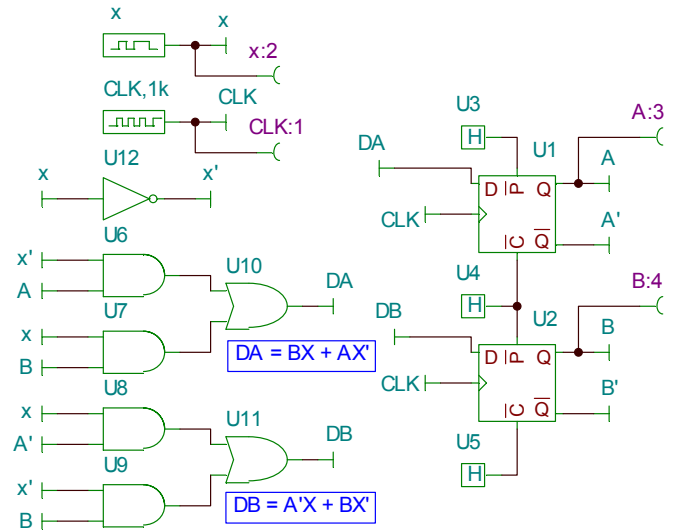 x
x
x:2
CLK,1k
CLK
CLK:1
U12
x
x'
U6
x'
A
U7
x
B
U10
DA
DA = BX + AX'
U8
x
A'
U9
x'
B
U11
DB
DB = A'X + BX'
U3
H
U1
A:3
DA
D
P
Q
A
CLK
C
Q
A'
U4
H
U2
B:4
DB
D
P
Q
B
CLK
C
Q
B'
U5
H